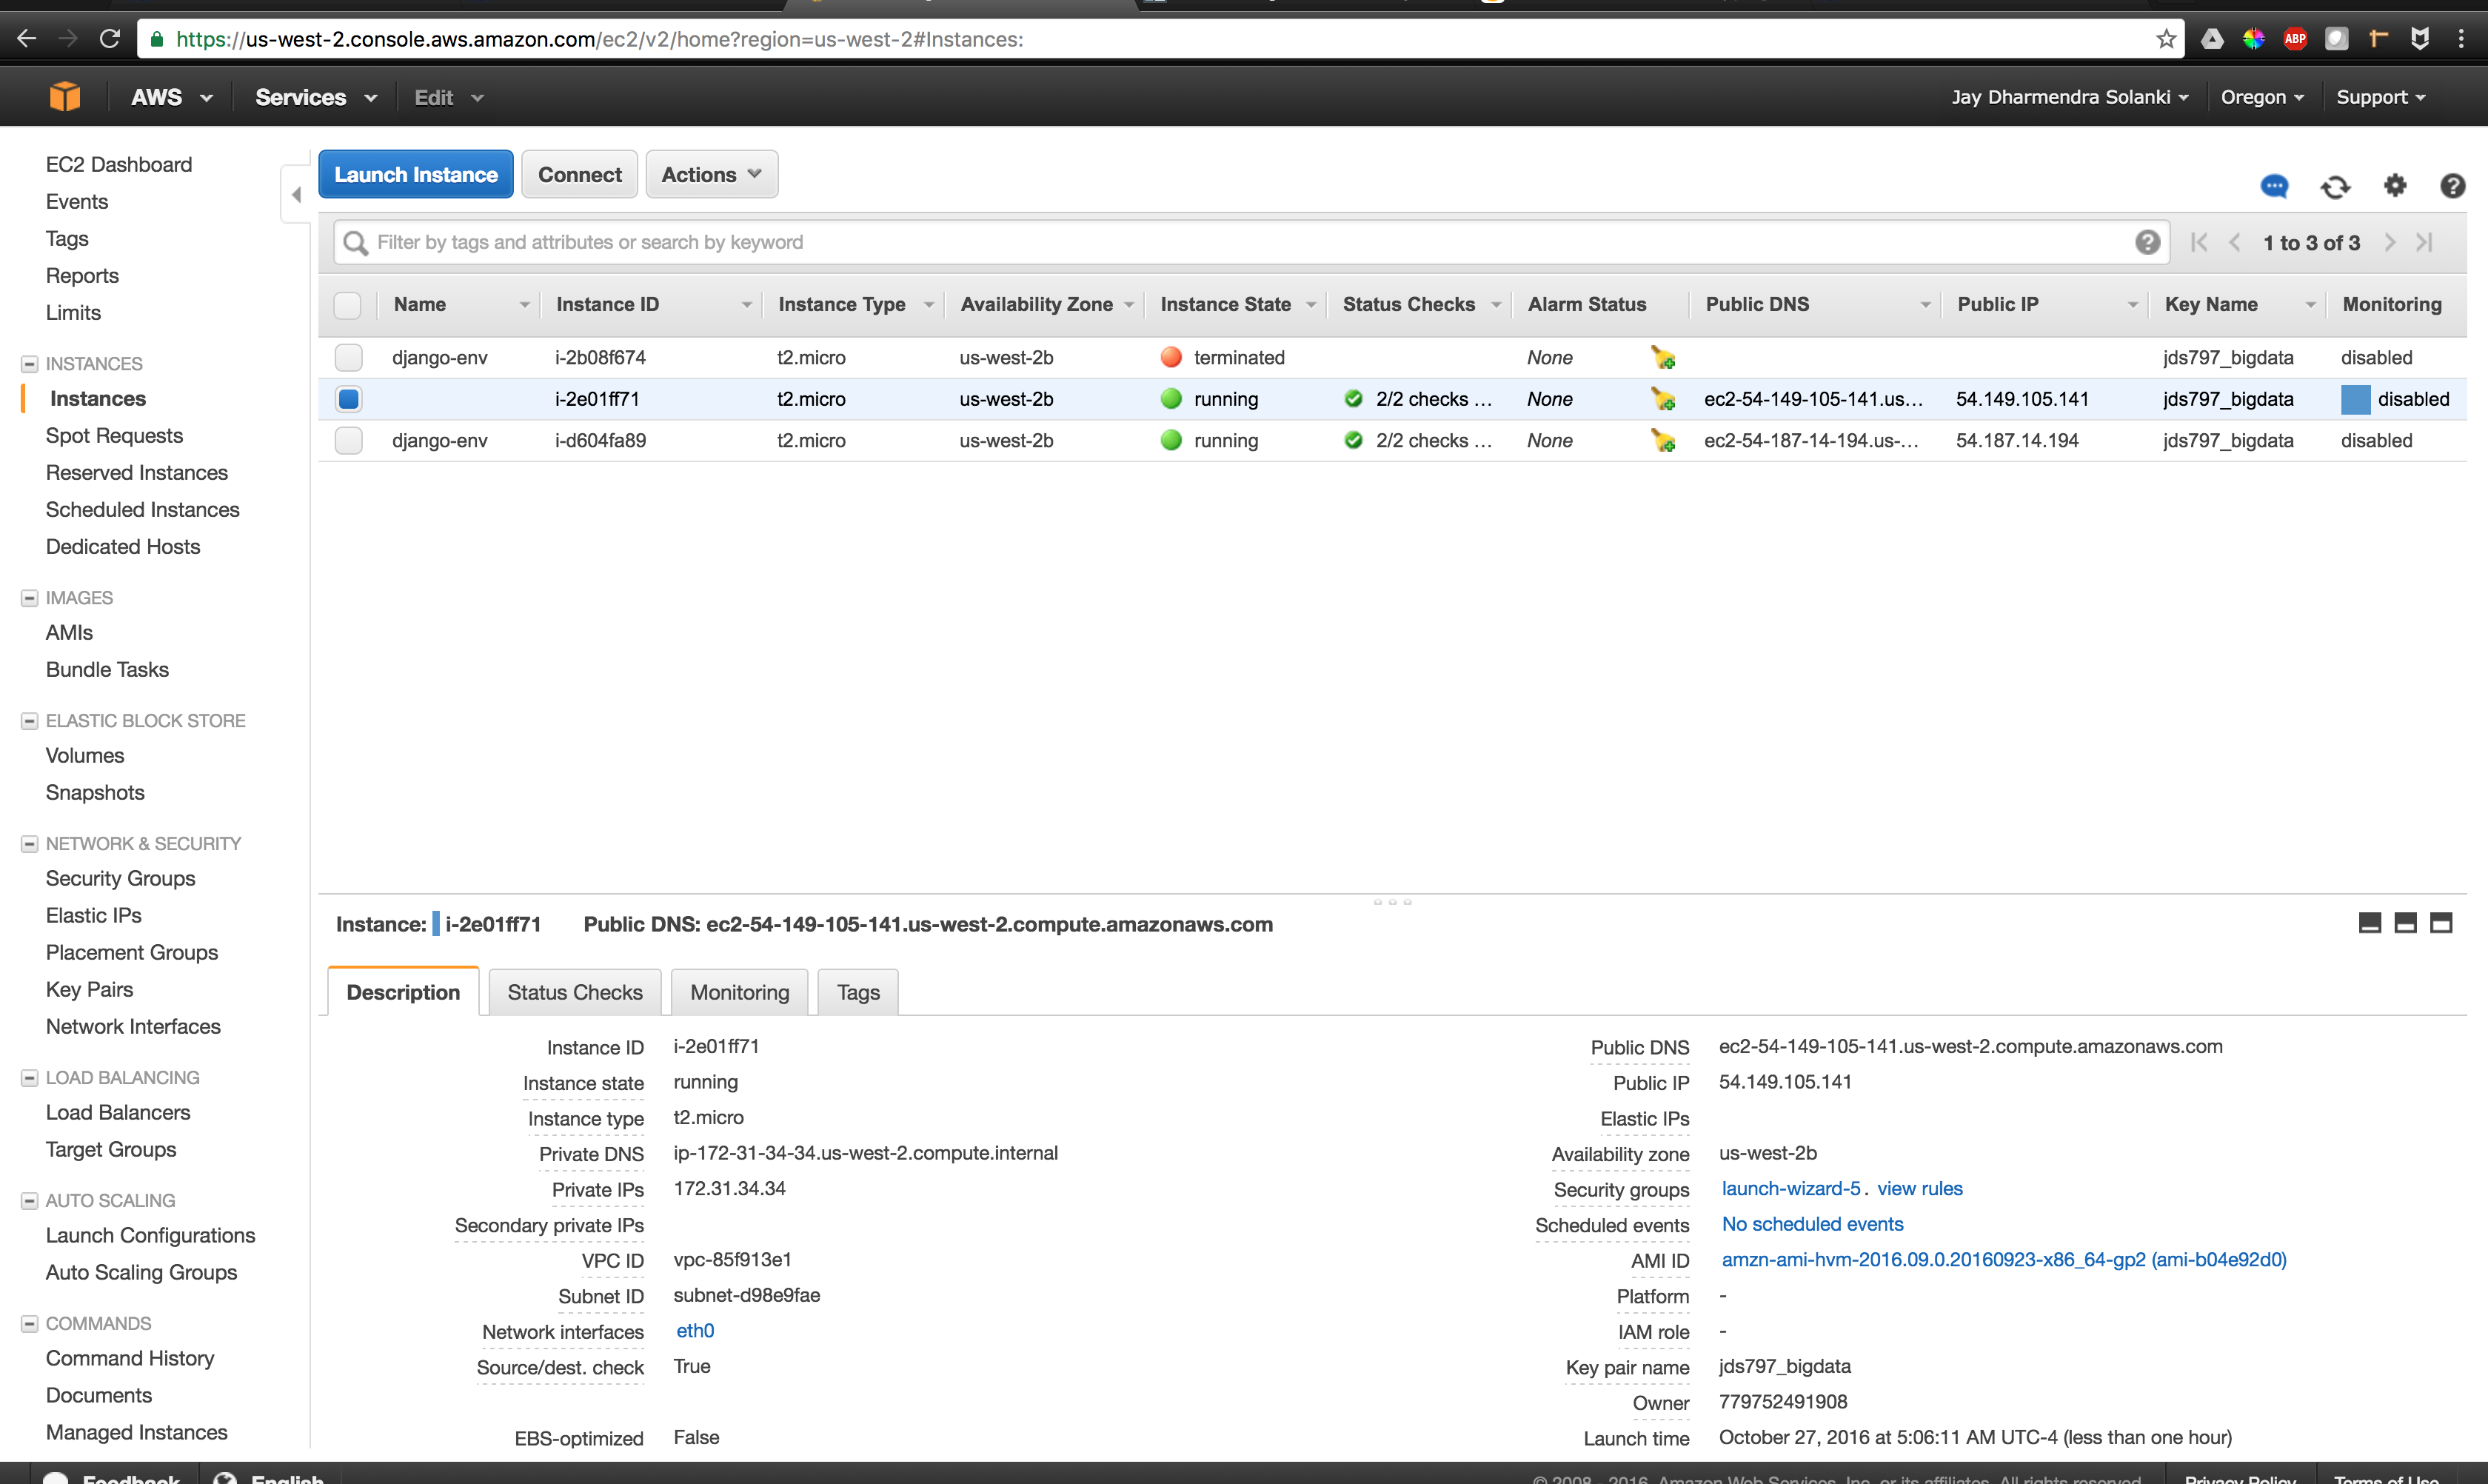 https://us-west-2.console.aws.amazon.com/ec2/v2/home?region=us-west-2#Instances:
ABP
AWS Services Edit Jay Dharmendra Solanki Oregon Support
EC2 Dashboard
Events
Tags
Reports
Limits
INSTANCES
Instances
Spot Requests
Reserved Instances
Scheduled Instances
Dedicated Hosts
IMAGES
AMIs
Bundle Tasks
ELASTIC BLOCK STORE
Volumes
Snapshots
NETWORK & SECURITY
Security Groups
Elastic IPs
Placement Groups
Key Pairs
Network Interfaces
LOAD BALANCING
Load Balancers
Target Groups
AUTO SCALING
Launch Configurations
Auto Scaling Groups
COMMANDS
Command History
Documents
Managed Instances
Launch Instance Connect Actions
Filter by tags and attributes or search by keyword 1 to 3 of 3
Name Instance ID Instance Type Availability Zone Instance State Status Checks Alarm Status Public DNS Public IP Key Name Monitoring
django-env i-2b08f674 t2.micro us-west-2b terminated None jds797_bigdata disabled
i-2e01ff71 t2.micro us-west-2b running 2/2 checks ... None ec2-54-149-105-141.us... 54.149.105.141 jds797_bigdata disabled
django-env i-d604fa89 t2.micro us-west-2b running 2/2 checks ... None ec2-54-187-14-194.us-... 54.187.14.194 jds797_bigdata disabled
Instance: i-2e01ff71 Public DNS: ec2-54-149-105-141.us-west-2.compute.amazonaws.com
Description Status Checks Monitoring Tags
Instance ID i-2e01ff71
Instance state running
Instance type t2.micro
Private DNS ip-172-31-34-34.us-west-2.compute.internal
Private IPs 172.31.34.34
Secondary private IPs
VPC ID vpc-85f913e1
Subnet ID subnet-d98e9fae
Network interfaces eth0
Source/dest. check True
EBS-optimized False
Public DNS ec2-54-149-105-141.us-west-2.compute.amazonaws.com
Public IP 54.149.105.141
Elastic IPs
Availability zone us-west-2b
Security groups launch-wizard-5. view rules
Scheduled events No scheduled events
AMI ID amzn-ami-hvm-2016.09.0.20160923-x86_64-gp2 (ami-b04e92d0)
Platform -
IAM role -
Key pair name jds797_bigdata
Owner 779752491908
Launch time October 27, 2016 at 5:06:11 AM UTC-4 (less than one hour)
Feedback English © 2008 - 2016, Amazon Web Services, Inc. or its affiliates. All rights reserved. Privacy Policy Terms of Use